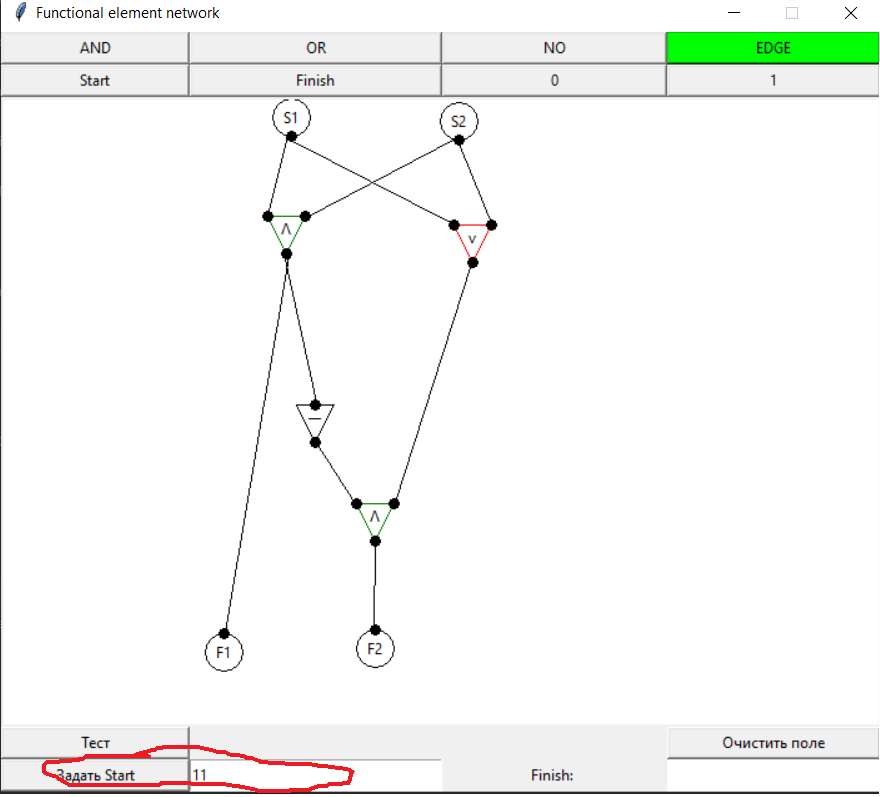 Functional element network
AND OR NO EDGE
Start Finish 0 1
S1 S2
Λ v
—
Λ
F1 F2
Тест Очистить поле
Задать Start 11 Finish: